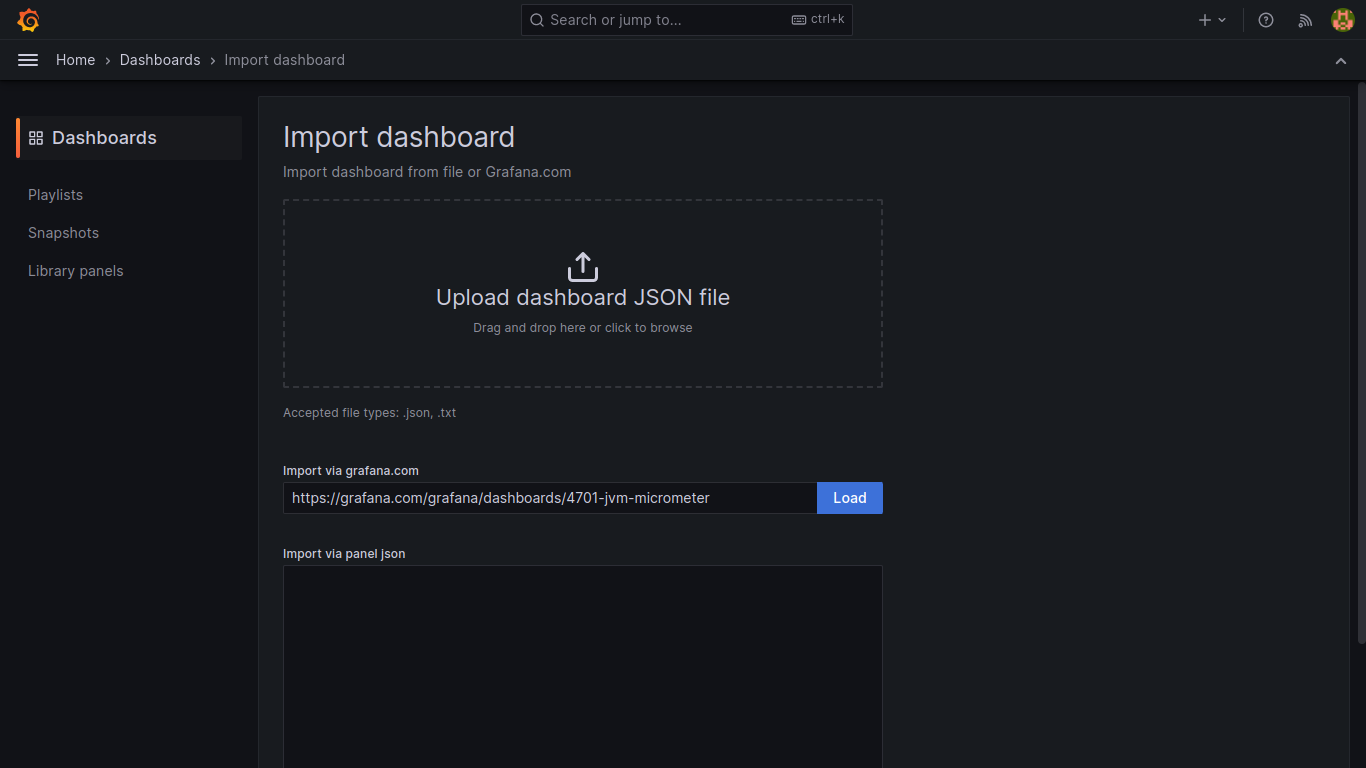 Search or jump to...
ctrl+k
Home › Dashboards › Import dashboard
Dashboards
Playlists
Snapshots
Library panels
Import dashboard
Import dashboard from file or Grafana.com
Upload dashboard JSON file
Drag and drop here or click to browse
Accepted file types: .json, .txt
Import via grafana.com
https://grafana.com/grafana/dashboards/4701-jvm-micrometer
Load
Import via panel json